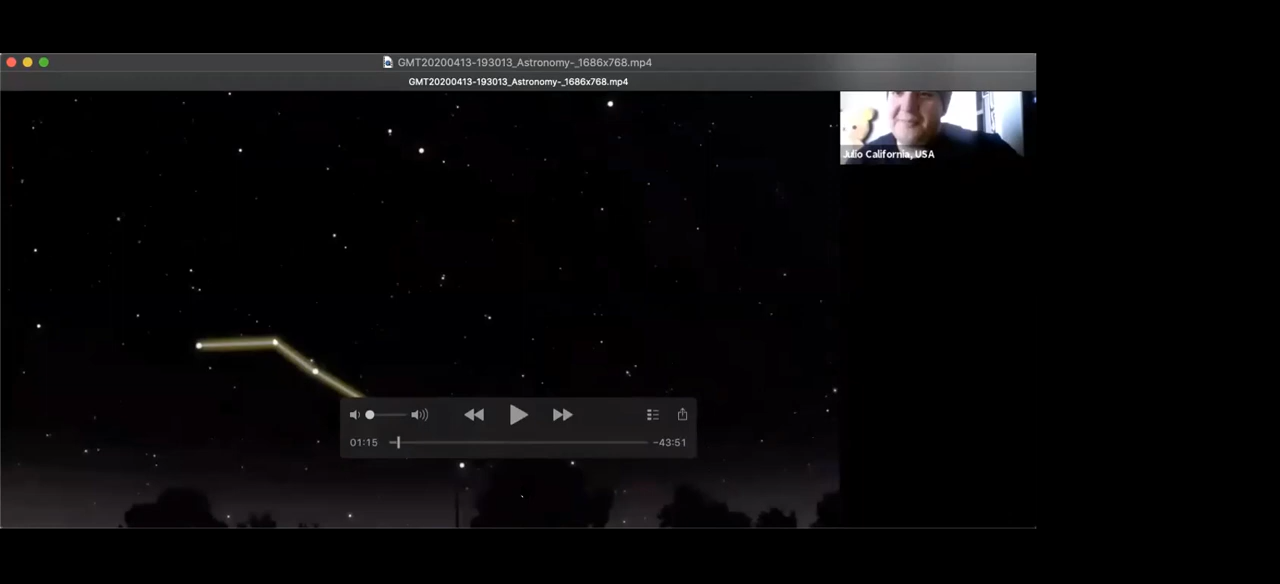 GMT20200413-193013_Astronomy-_1686x768.mp4
GMT20200413-193013_Astronomy-_1686x768.mp4
Julio California, USA
01:15
-43:51